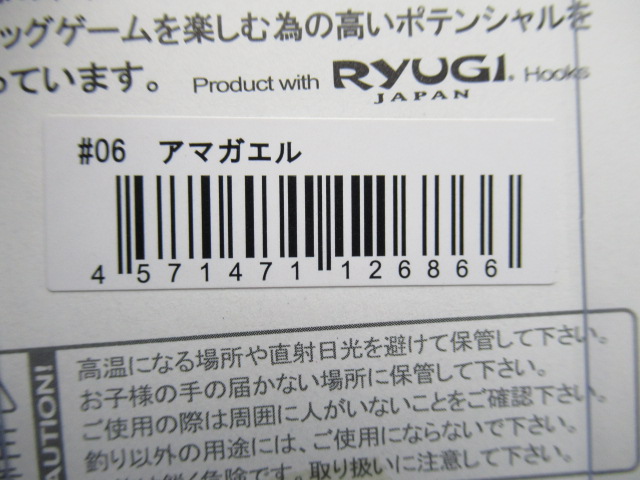 ッグゲームを楽しむ為の高いポテンシャルを
っています。 Product with RYUGI. Hooks
JAPAN
#06 アマガエル
4 571471 126866
CAUTION!
高温になる場所や直射日光を避けて保管して下さい。
お子様の手の届かない場所に保管して下さい。
ご使用の際は周囲に人がいないことをご確認下さい。
釣り以外の用途には、ご使用にならないで下さい。
危険です。取り扱いに注意して下さい。